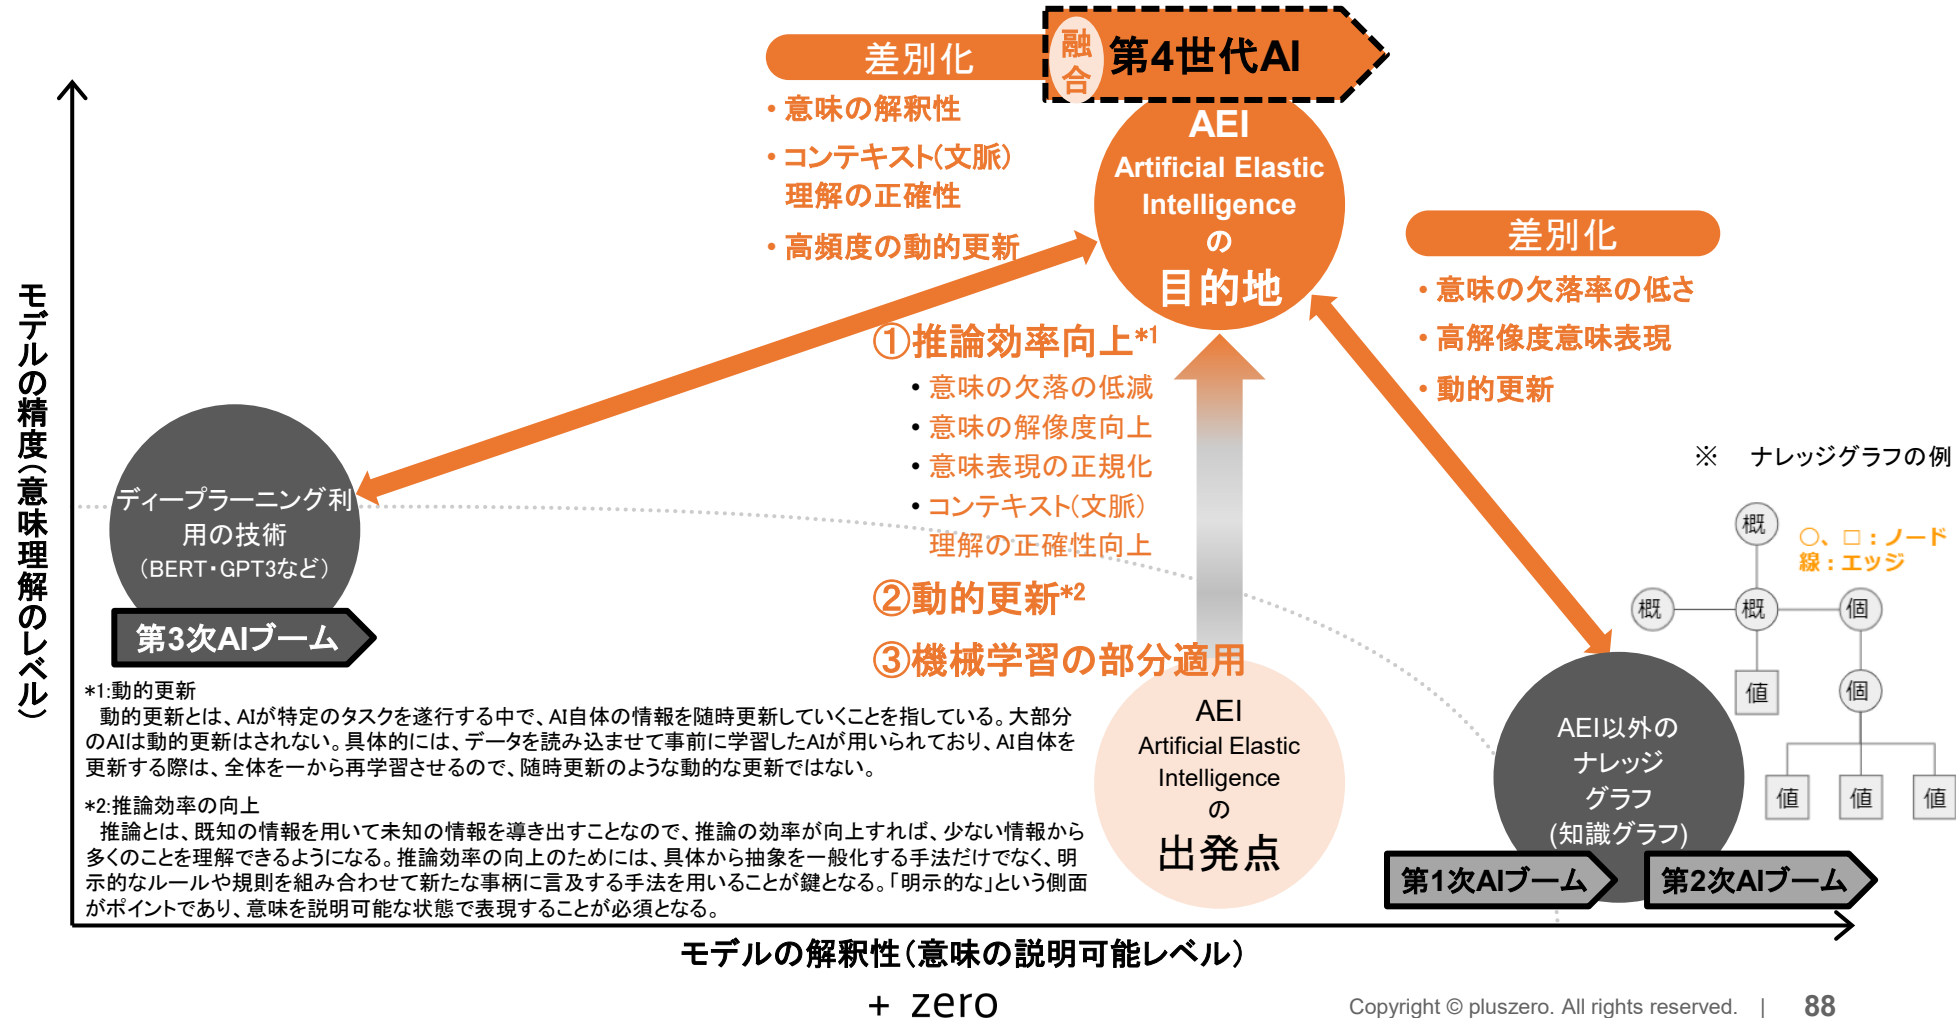 融合
第4世代AI
差別化
・意味の解釈性
・コンテキスト(文脈)
理解の正確性
・高頻度の動的更新
AEI
Artificial Elastic
Intelligence
の
目的地
差別化
・意味の欠落率の低さ
・高解像度意味表現
・動的更新
①推論効率向上*1
・意味の欠落の低減
・意味の解像度向上
・意味表現の正規化
・コンテキスト(文脈)
理解の正確性向上
②動的更新*2
③機械学習の部分適用
モデルの精度(意味理解のレベル)
ディープラーニング利
用の技術
(BERT・GPT3など)
第3次AIブーム
※ ナレッジグラフの例
概
○、□:ノード
線:エッジ
概
概
個
値
個
値
値
値
*1:動的更新
動的更新とは、AIが特定のタスクを遂行する中で、AI自体の情報を随時更新していくことを指している。大部分
のAIは動的更新はされない。具体的には、データを読み込ませて事前に学習したAIが用いられており、AI自体を
更新する際は、全体を一から再学習させるので、随時更新のような動的な更新ではない。
*2:推論効率の向上
推論とは、既知の情報を用いて未知の情報を導き出すことなので、推論の効率が向上すれば、少ない情報から
多くのことを理解できるようになる。推論効率の向上のためには、具体から抽象を一般化する手法だけでなく、明
示的なルールや規則を組み合わせて新たな事柄に言及する手法を用いることが鍵となる。「明示的な」という側面
がポイントであり、意味を説明可能な状態で表現することが必須となる。
AEI
Artificial Elastic
Intelligence
の
出発点
AEI以外の
ナレッジ
グラフ
(知識グラフ)
第1次AIブーム
第2次AIブーム
モデルの解釈性(意味の説明可能レベル)
+ zero
Copyright © pluszero. All rights reserved. | 88